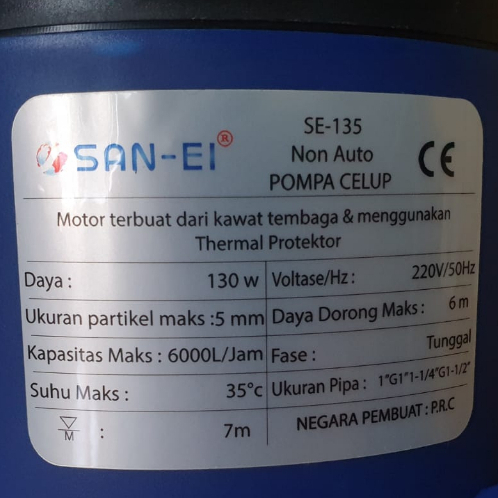 SAN-EI®
SE-135
Non Auto
POMPA CELUP
CE
Motor terbuat dari kawat tembaga & menggunakan
Thermal Protektor
Daya : 130 w
Voltase/Hz : 220V/50Hz
Ukuran partikel maks :5 mm
Daya Dorong Maks : 6 m
Kapasitas Maks : 6000L/Jam
Fase : Tunggal
Suhu Maks : 35°c
Ukuran Pipa : 1"G1"1-1/4"G1-1/2"
M : 7m
NEGARA PEMBUAT : P.R.C